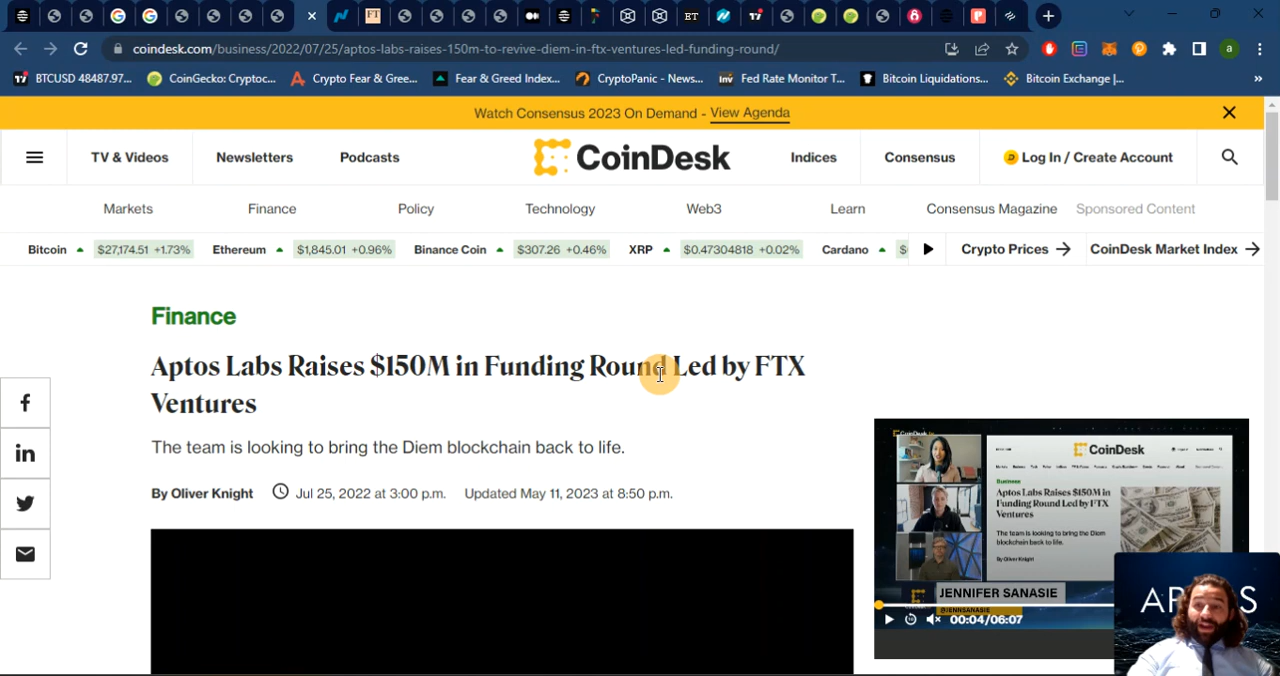 coindesk.com/business/2022/07/25/aptos-labs-raises-150m-to-revive-diem-in-ftx-ventures-led-funding-round/
BTCUSD 48487.97... CoinGecko: Cryptoc... Crypto Fear & Gree... Fear & Greed Index... CryptoPanic - News... Fed Rate Monitor T... Bitcoin Liquidations... Bitcoin Exchange |... »
Watch Consensus 2023 On Demand - View Agenda
TV & Videos Newsletters Podcasts CoinDesk Indices Consensus Log In / Create Account
Markets Finance Policy Technology Web3 Learn Consensus Magazine Sponsored Content
Bitcoin $27,174.51 +1.73% Ethereum $1,845.01 +0.96% Binance Coin $307.26 +0.46% XRP $0.47304818 +0.02% Cardano $ Crypto Prices → CoinDesk Market Index →
Finance
Aptos Labs Raises $150M in Funding Round Led by FTX
Ventures
The team is looking to bring the Diem blockchain back to life.
By Oliver Knight Jul 25, 2022 at 3:00 p.m. Updated May 11, 2023 at 8:50 p.m.
CoinDesk
Business
Aptos Labs Raises $150M in
Funding Round Led by FTX
Ventures
The team is looking to bring the Diem
blockchain back to life.
By Oliver Knight
JENNIFER SANASIE
@JENNSANASIE
00:04/06:07